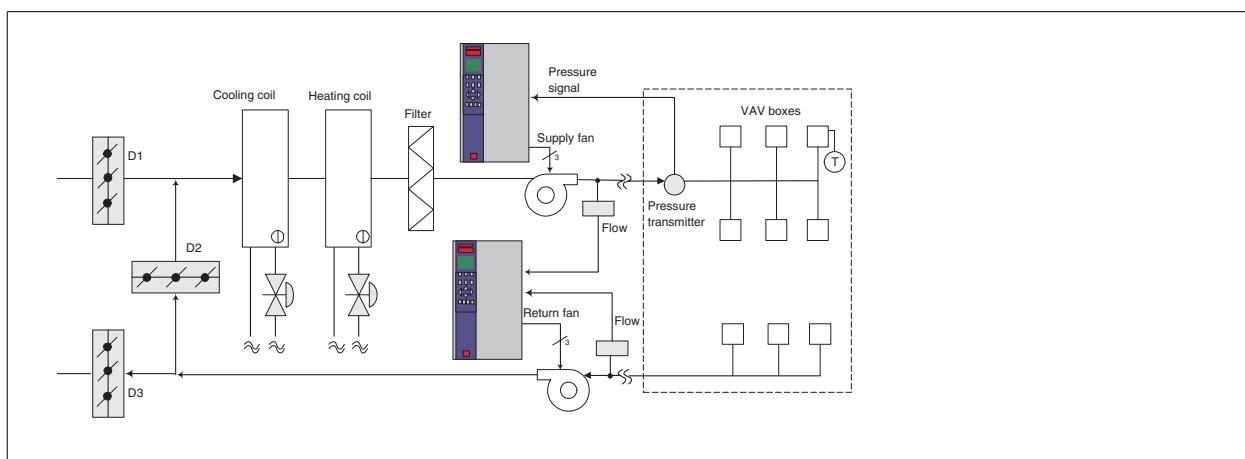 Cooling coil
Heating coil
Filter
Pressure
signal
VAV boxes
D1
Supply fan
3
T
Pressure
transmitter
Flow
D2
Return fan
3
Flow
D3